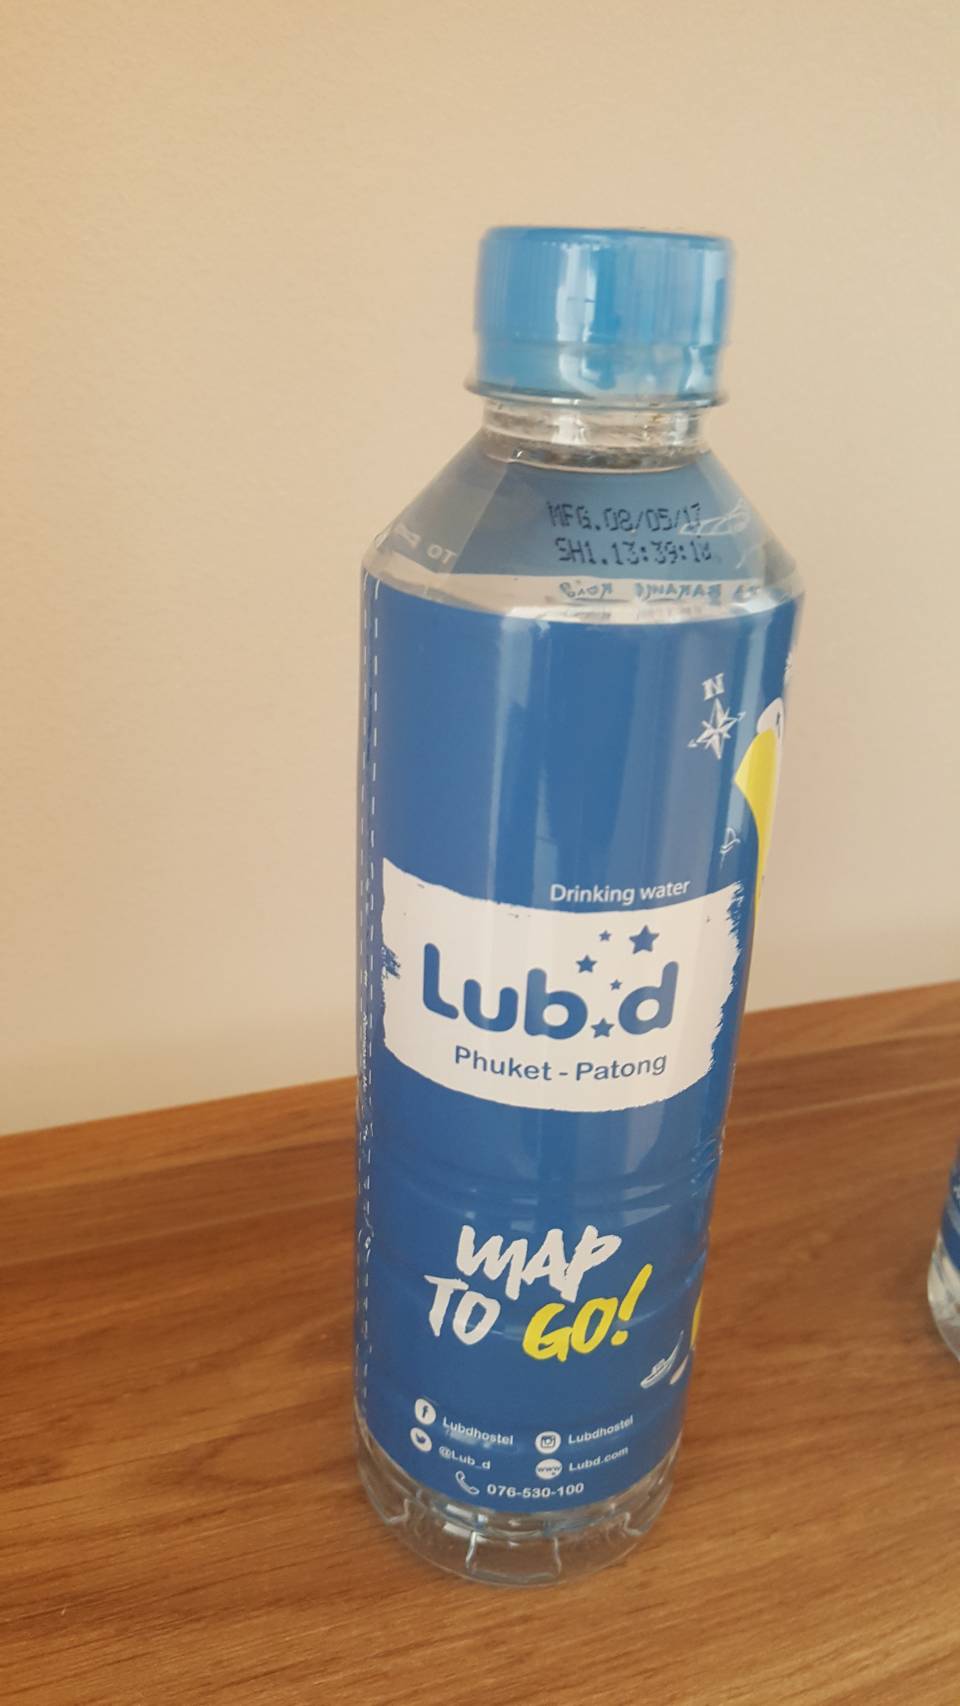 MFG.08/05/17
SH1.13:39:18
N
Drinking water
Lub d
Phuket - Patong
MAP
TO GO!
Lubdhostel
Lubdhostel
@Lub_d
Lubd.com
076-530-100